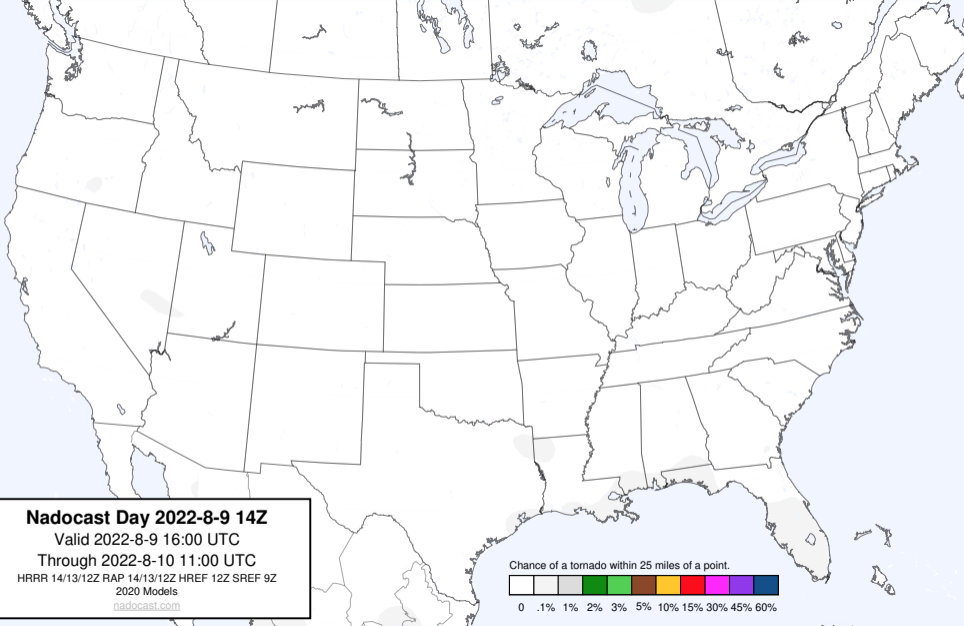 Nadocast Day 2022-8-9 14Z
Valid 2022-8-9 16:00 UTC
Through 2022-8-10 11:00 UTC
HRRR 14/13/12Z RAP 14/13/12Z HREF 12Z SREF 9Z
2020 Models
nadocast.com
Chance of a tornado within 25 miles of a point.
0 .1% 1% 2% 3% 5% 10% 15% 30% 45% 60%